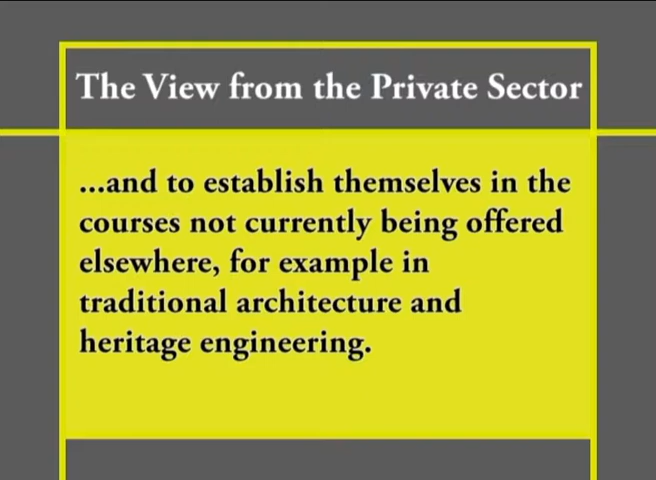 The View from the Private Sector
...and to establish themselves in the
courses not currently being offered
elsewhere, for example in
traditional architecture and
heritage engineering.